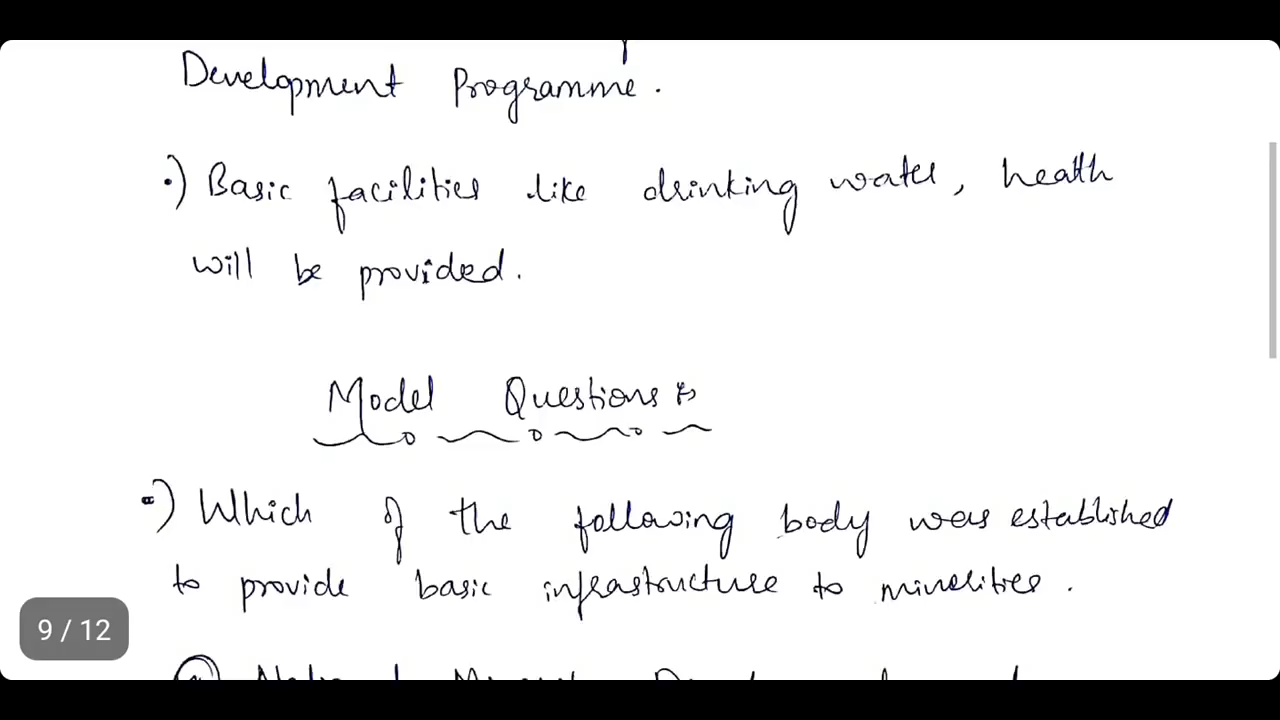 Development Programme.
•) Basic facilities like drinking water, heath
will be provided.
Model Questions
•) Which of the following body was established
to provide basic infrastructure to minorities.
9 / 12